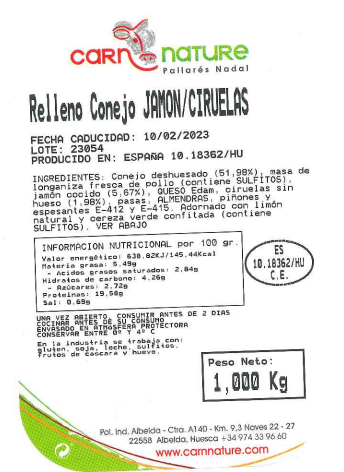 CARN NATURE
Pallarés Nadal
Relleno Conejo JAMON/CIRUELAS
FECHA CADUCIDAD: 10/02/2023
LOTE: 23054
PRODUCIDO EN: ESPAÑA 10.18362/HU
INGREDIENTES: Conejo deshuesado (51,98%), masa de
longaniza fresca de pollo (contiene SULFITOS),
jamón cocido (5,67%), QUESO Edam, ciruelas sin
hueso (1,98%), pasas, ALMENDRAS, piñones y
espesantes E-412 y E-415. Adornado con limón
natural y cereza verde confitada (contiene
SULFITOS). VER ABAJO
INFORMACION NUTRICIONAL por 100 gr.
Valor energético: 638,82KJ/145,44Kcal
Materia grasa: 5,49g
- Acidos grasos saturados: 2,84g
Hidratos de carbono: 4,26g
- Azúcares: 2,72g
Proteinas: 19,58g
Sal: 0,69g
ES
10.18362/HU
C.E.
UNA VEZ ABIERTO, CONSUMIR ANTES DE 2 DIAS
COCINAR ANTES DE SU CONSUMO
ENVASADO EN ATMOSFERA PROTECTORA
CONSERVAR ENTRE 0º Y 4º C
En la industria se trabaja con:
gluten, soja, leche, sulfitos,
frutos de cáscara y huevo.
Peso Neto:
1,000 Kg
Pol. Ind. Albelda - Ctra. A140 - Km. 9,3 Naves 22 - 27
22558 Albelda, Huesca +34 974 33 96 60
www.carnnature.com